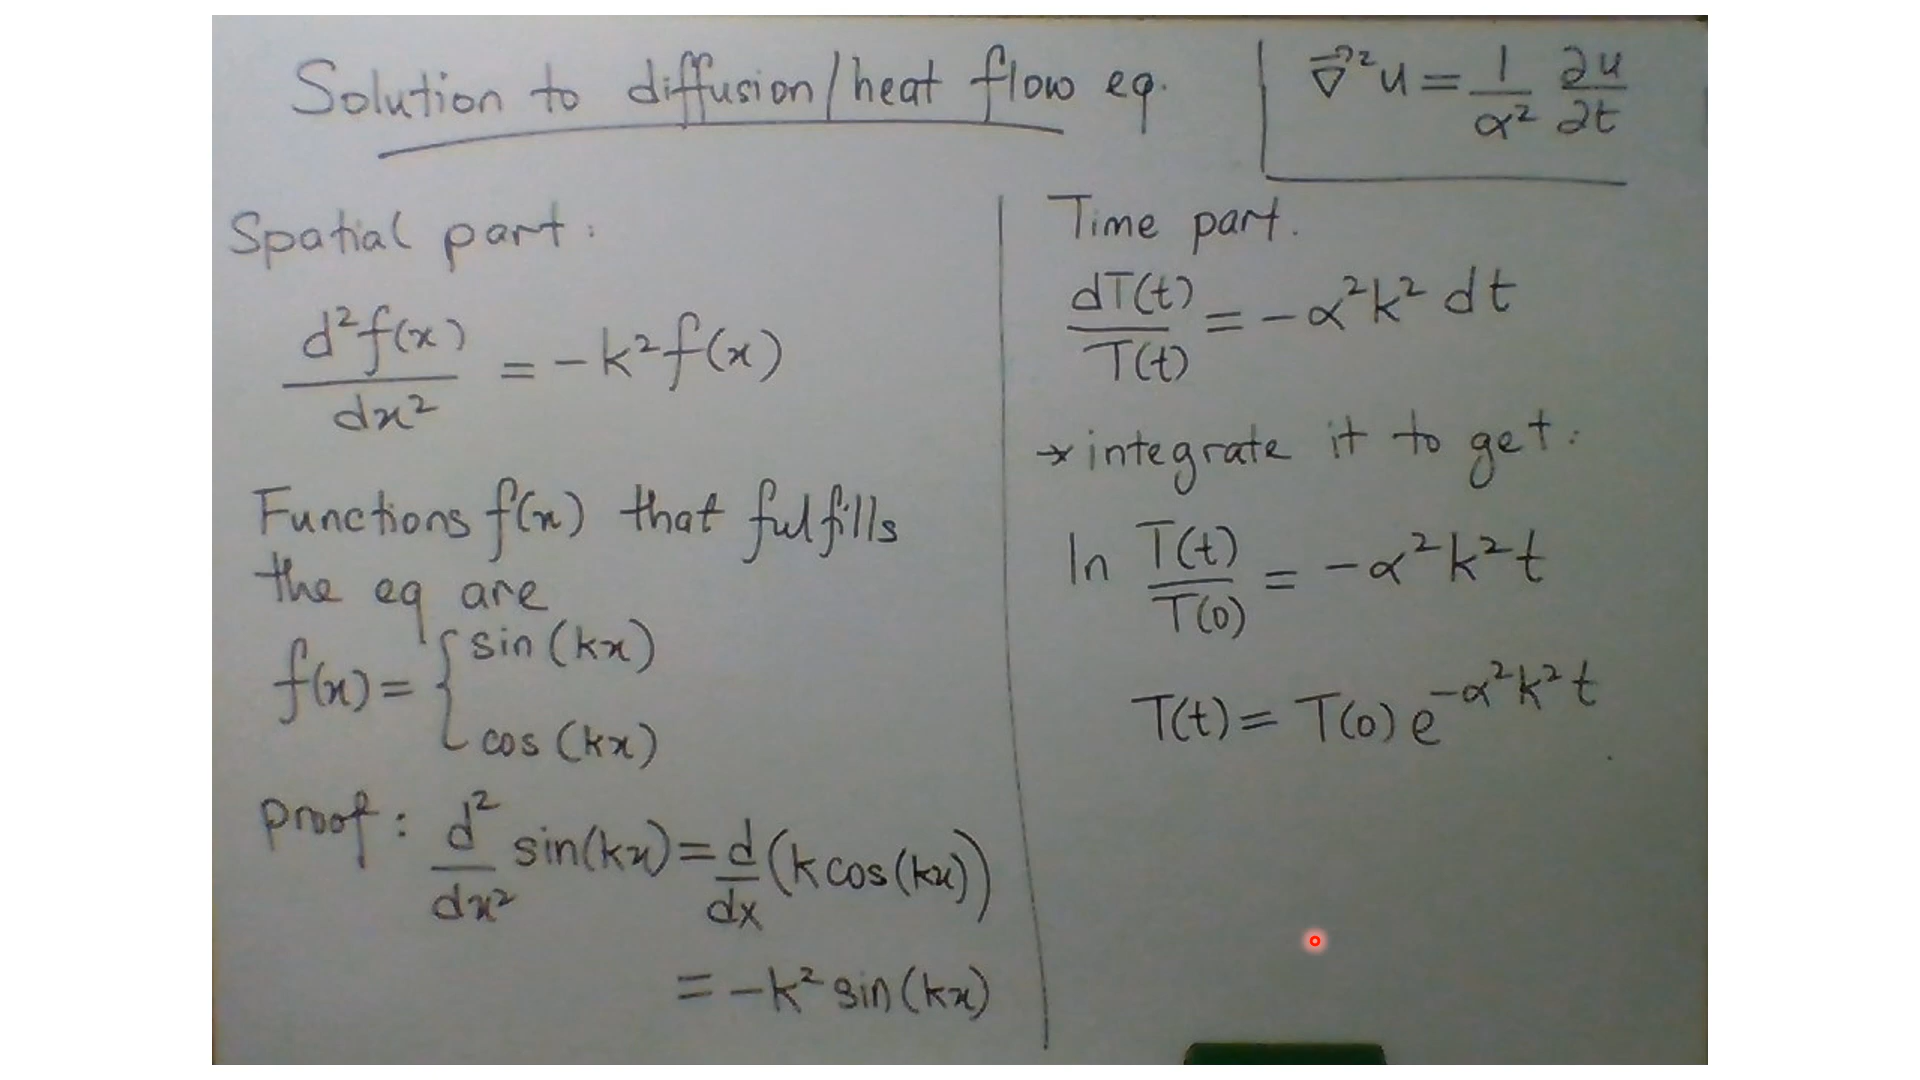 Solution to diffusion/heat flow eq.
∇⃗²u = 1/α² ∂u/∂t
Spatial part:
d²f(x)/dx² = -k² f(x)
Functions f(x) that fulfills
the eq are
f(x) = { sin(kx)
cos(kx)
proof: d²/dx² sin(kx) = d/dx (k cos(kx))
= -k² sin(kx)
Time part.
dT(t)/T(t) = -α²k² dt
→ integrate it to get:
ln T(t)/T(0) = -α²k²t
T(t) = T(0) e^{-α²k²t}